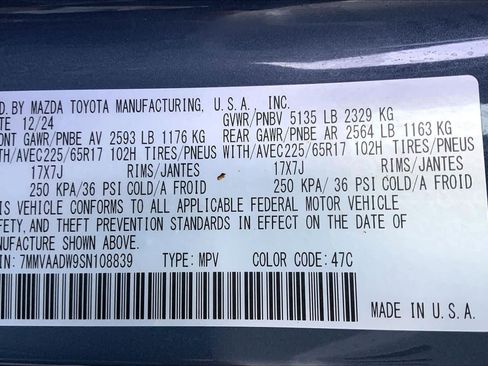 D.BY MAZDA TOYOTA MANUFACTURING, U.S.A., INC.
TE 12/24 GVWR/PNBV 5135 LB 2329 KG
ONT GAWR/PNBE AV 2593 LB 1176 KG REAR GAWR/PNBE AR 2564 LB 1163 KG
TH/AVEC225/65R17 102H TIRES/PNEUS WITH/AVEC225/65R17 102H TIRES/PNEUS
17X7J RIMS/JANTES 17X7J RIMS/JANTES
250 KPA/36 PSI COLD/A FROID 250 KPA/36 PSI COLD/A FROID
IS VEHICLE CONFORMS TO ALL APPLICABLE FEDERAL MOTOR VEHICLE
FETY, AND THEFT PREVENTION STANDARDS IN EFFECT ON THE DATE OF
NUFACTURE SHOWN ABOVE.
IN: 7MMVAADW9SN108839 TYPE: MPV COLOR CODE: 47C
MADE IN U.S.A.